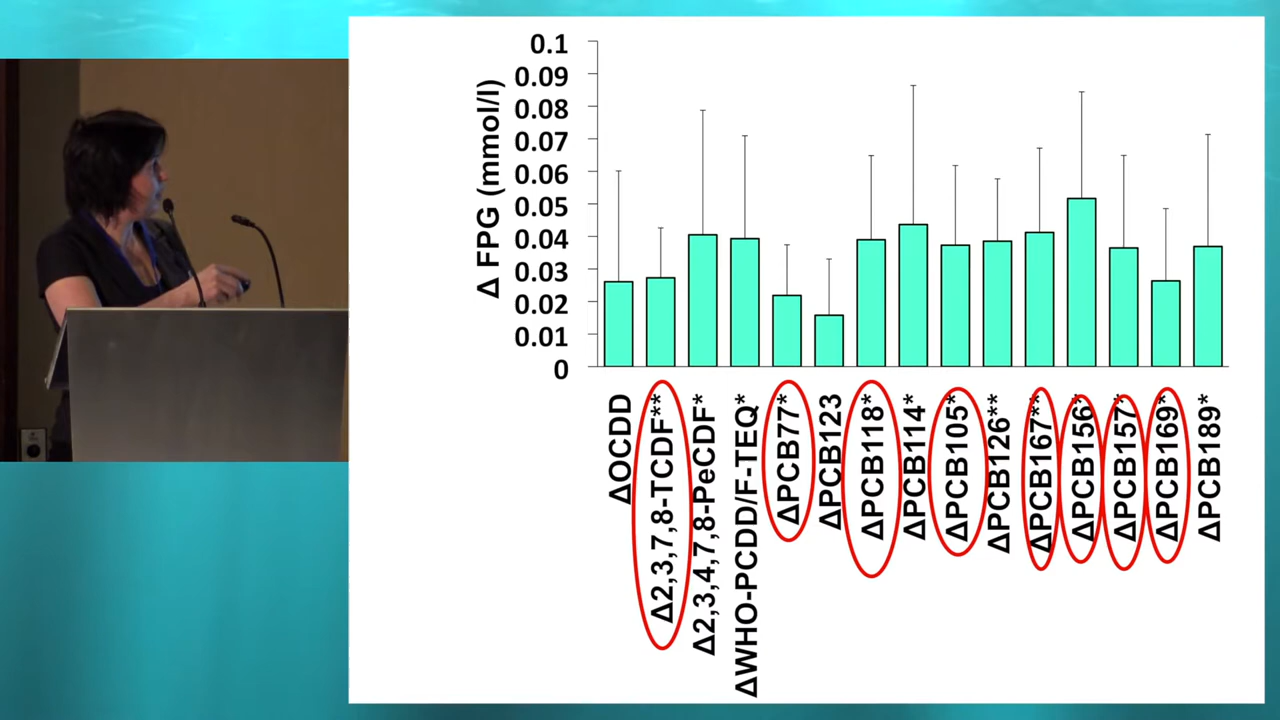 0.1
0.09
0.08
0.07
0.06
0.05
0.04
0.03
0.02
0.01
0
Δ FPG (mmol/l)
ΔOCDD
Δ2,3,7,8-TCDF**
Δ2,3,4,7,8-PeCDF*
ΔWHO-PCDD/F-TEQ*
ΔPCB77*
ΔPCB123
ΔPCB118*
ΔPCB114*
ΔPCB105*
ΔPCB126**
ΔPCB167**
ΔPCB156*
ΔPCB157*
ΔPCB169*
ΔPCB189*